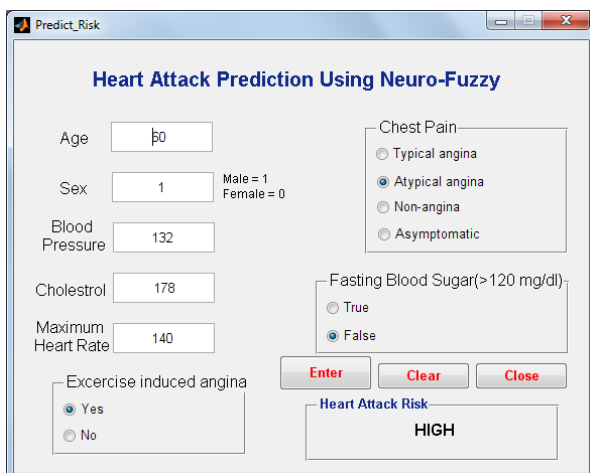 Predict_Risk
Heart Attack Prediction Using Neuro-Fuzzy
Age
60
Sex
1
Male = 1
Female = 0
Blood
Pressure
132
Cholestrol
178
Maximum
Heart Rate
140
Excercise induced angina
Yes
No
Chest Pain
Typical angina
Atypical angina
Non-angina
Asymptomatic
Fasting Blood Sugar(>120 mg/dl)
True
False
Enter
Clear
Close
Heart Attack Risk
HIGH